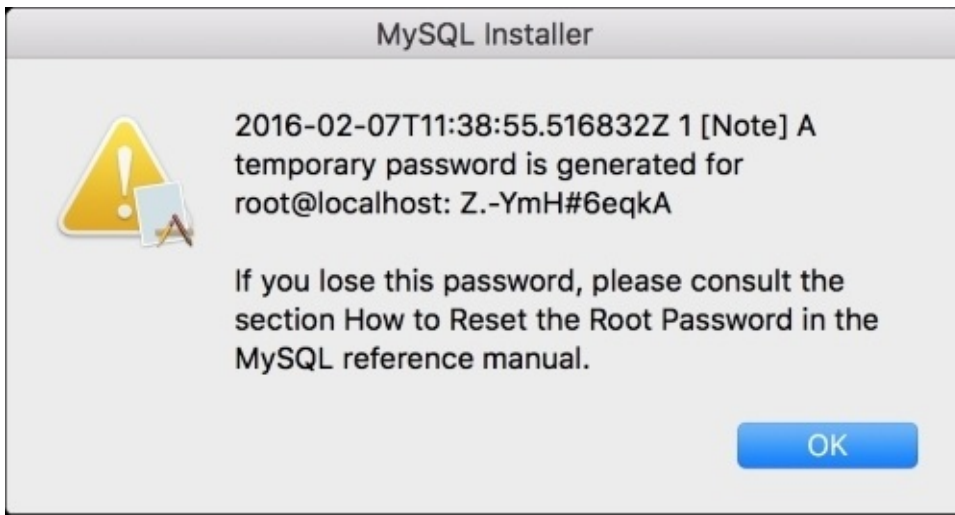 MySQL Installer
2016-02-07T11:38:55.516832Z 1 [Note] A
temporary password is generated for
root@localhost: Z.-YmH#6eqkA
If you lose this password, please consult the
section How to Reset the Root Password in the
MySQL reference manual.
OK